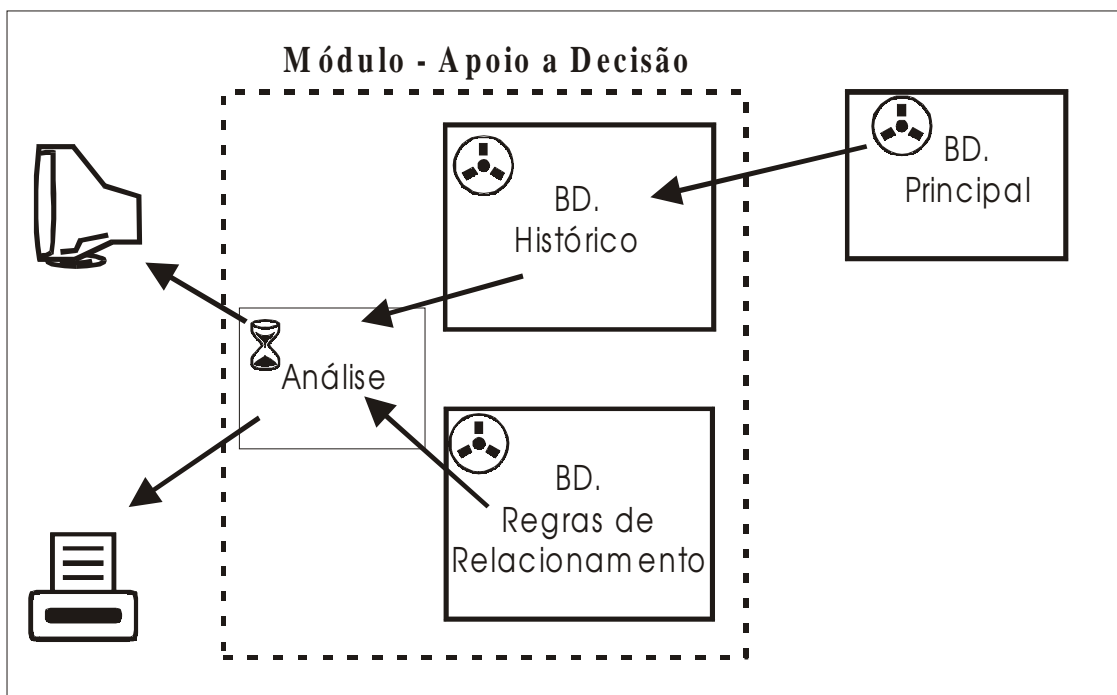 Módulo - Apoio a Decisão
BD.
Principal
BD.
Histórico
Análise
BD.
Regras de
Relacionamento